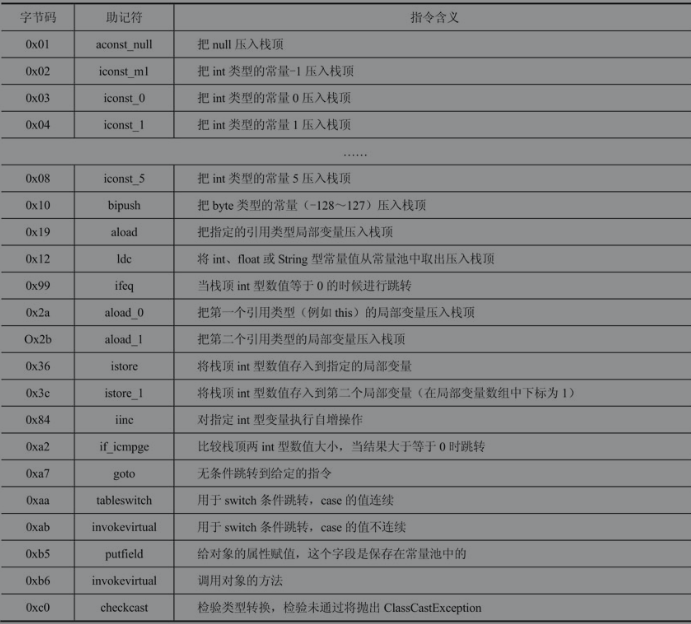 字节码 助记符 指令含义
0x01 aconst_null 把 null 压入栈顶
0x02 iconst_m1 把 int 类型的常量-1 压入栈顶
0x03 iconst_0 把 int 类型的常量 0 压入栈顶
0x04 iconst_1 把 int 类型的常量 1 压入栈顶
……
0x08 iconst_5 把 int 类型的常量 5 压入栈顶
0x10 bipush 把 byte 类型的常量（-128～127）压入栈顶
0x19 aload 把指定的引用类型局部变量压入栈顶
0x12 ldc 将 int、float 或 String 型常量值从常量池中取出压入栈顶
0x99 ifeq 当栈顶 int 型数值等于 0 的时候进行跳转
0x2a aload_0 把第一个引用类型（例如 this）的局部变量压入栈顶
Ox2b aload_1 把第二个引用类型的局部变量压入栈顶
0x36 istore 将栈顶 int 型数值存入到指定的局部变量
0x3c istore_1 将栈顶 int 型数值存入到第二个局部变量（在局部变量数组中下标为 1）
0x84 iinc 对指定 int 型变量执行自增操作
0xa2 if_icmpge 比较栈顶两 int 型数值大小，当结果大于等于 0 时跳转
0xa7 goto 无条件跳转到给定的指令
0xaa tableswitch 用于 switch 条件跳转，case 的值连续
0xab invokevirtual 用于 switch 条件跳转，case 的值不连续
0xb5 putfield 给对象的属性赋值，这个字段是保存在常量池中的
0xb6 invokevirtual 调用对象的方法
0xc0 checkcast 检验类型转换，检验未通过将抛出 ClassCastException